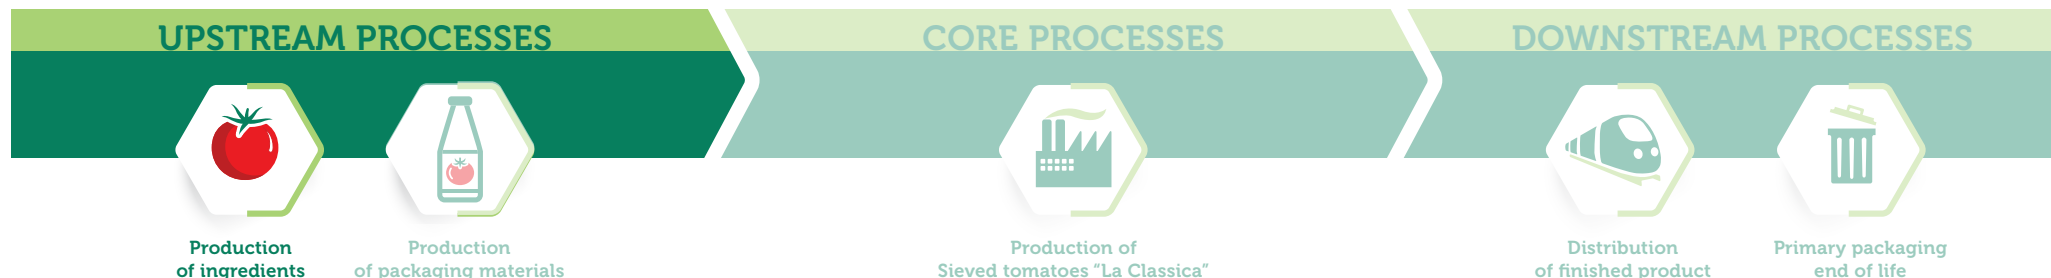 UPSTREAM PROCESSES
CORE PROCESSES
DOWNSTREAM PROCESSES
Production
of ingredients
Production
of packaging materials
Production of
Sieved tomatoes “La Classica”
Distribution
of finished product
Primary packaging
end of life